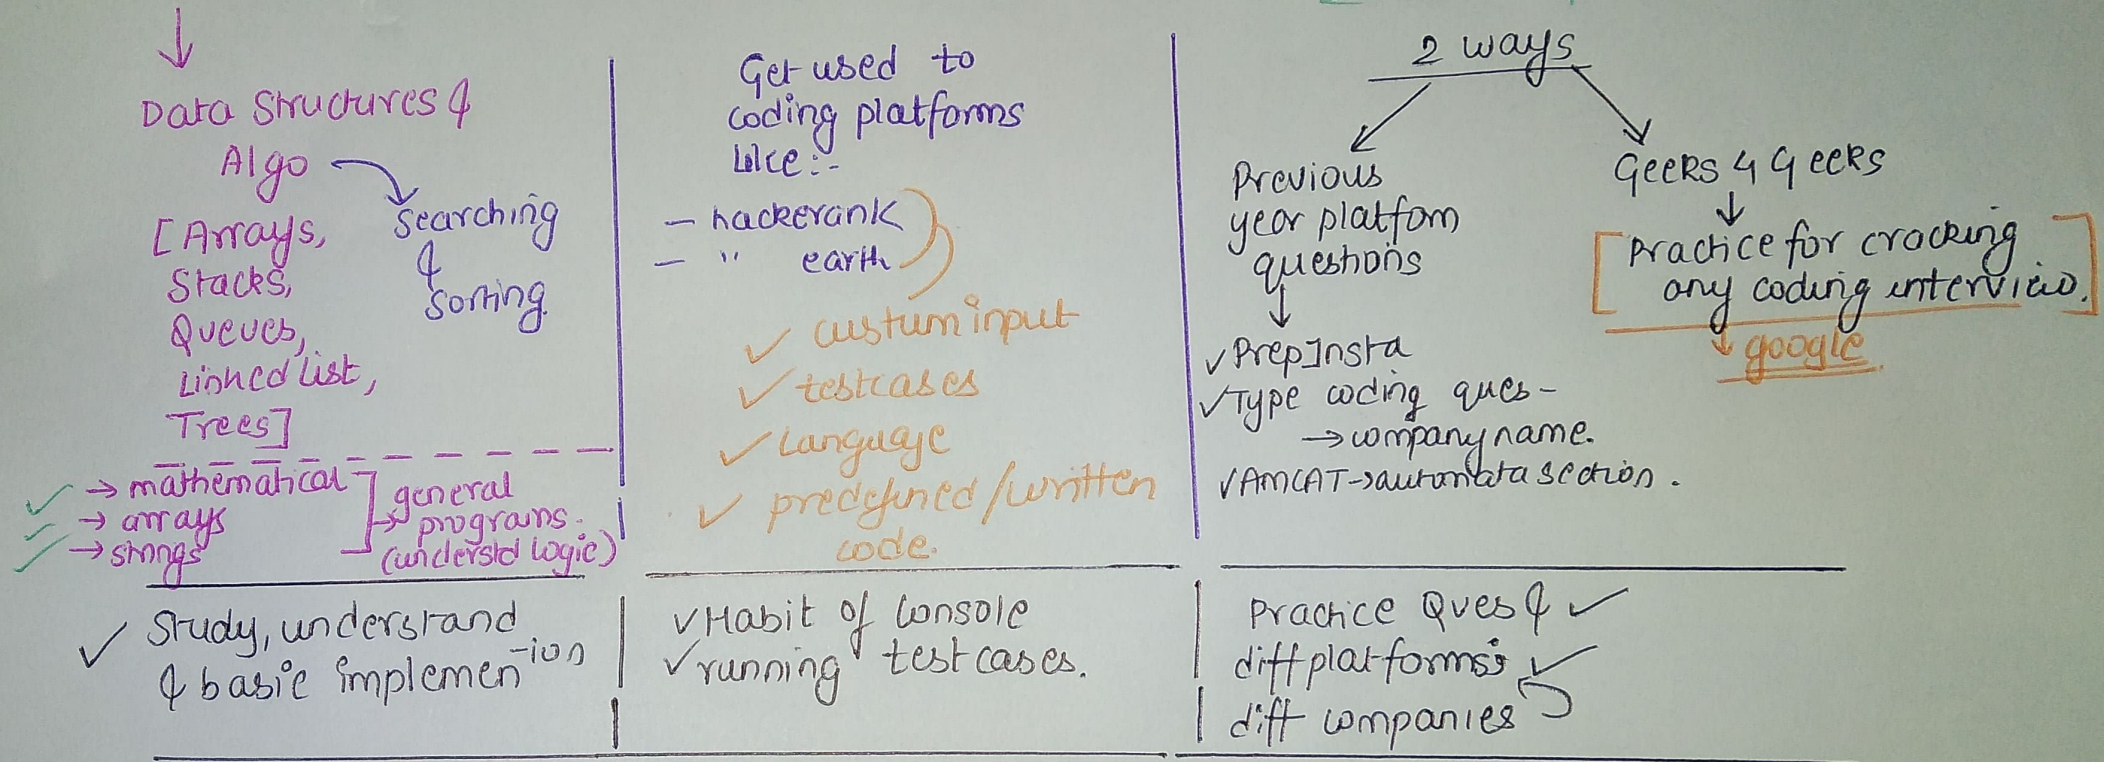 Data Structures &
Algo
Searching
&
Sorting
[Arrays,
Stacks,
Queues,
Linked list,
Trees]
→ mathematical
→ arrays
→ strings
general
programs.
(understd logic)
✓ Study, understand
& basic implemen-ion
Get used to
coding platforms
like:-
- hackerank
- " earth
✓ custum input
✓ testcases
✓ Language
✓ predefined/written
code.
✓ Habit of console
✓ running test cases.
2 ways
Previous
year platfom
questions
✓ PrepInsta
✓ Type coding ques -
→ company name.
✓ AMCAT → automata section.
Geeks 4 Geeks
[Practice for cracking
any coding interview.]
google
Practice Ques & ✓
diff platforms; ✓
diff companies